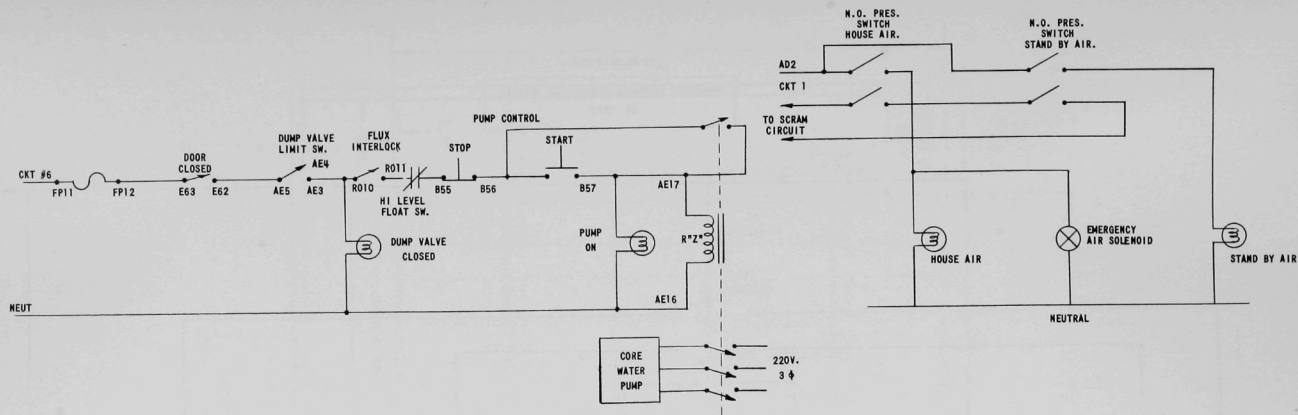 N.O. PRES.
SWITCH
HOUSE AIR.
N.O. PRES.
SWITCH
STAND BY AIR.
AD2
CKT 1
TO SCRAM
CIRCUIT
PUMP CONTROL
DUMP VALVE
LIMIT SW.
FLUX
INTERLOCK
STOP
START
DOOR
CLOSED
AE4
RO11
CKT #6
FP11
FP12
E63
E62
AE5
AE3
RO10
B55
B56
B57
AE17
HI LEVEL
FLOAT SW.
DUMP VALVE
CLOSED
PUMP
ON
R"Z"
HOUSE AIR
EMERGENCY
AIR SOLENOID
STAND BY AIR
AE16
NEUT
NEUTRAL
CORE
WATER
PUMP
220V.
3 ϕ